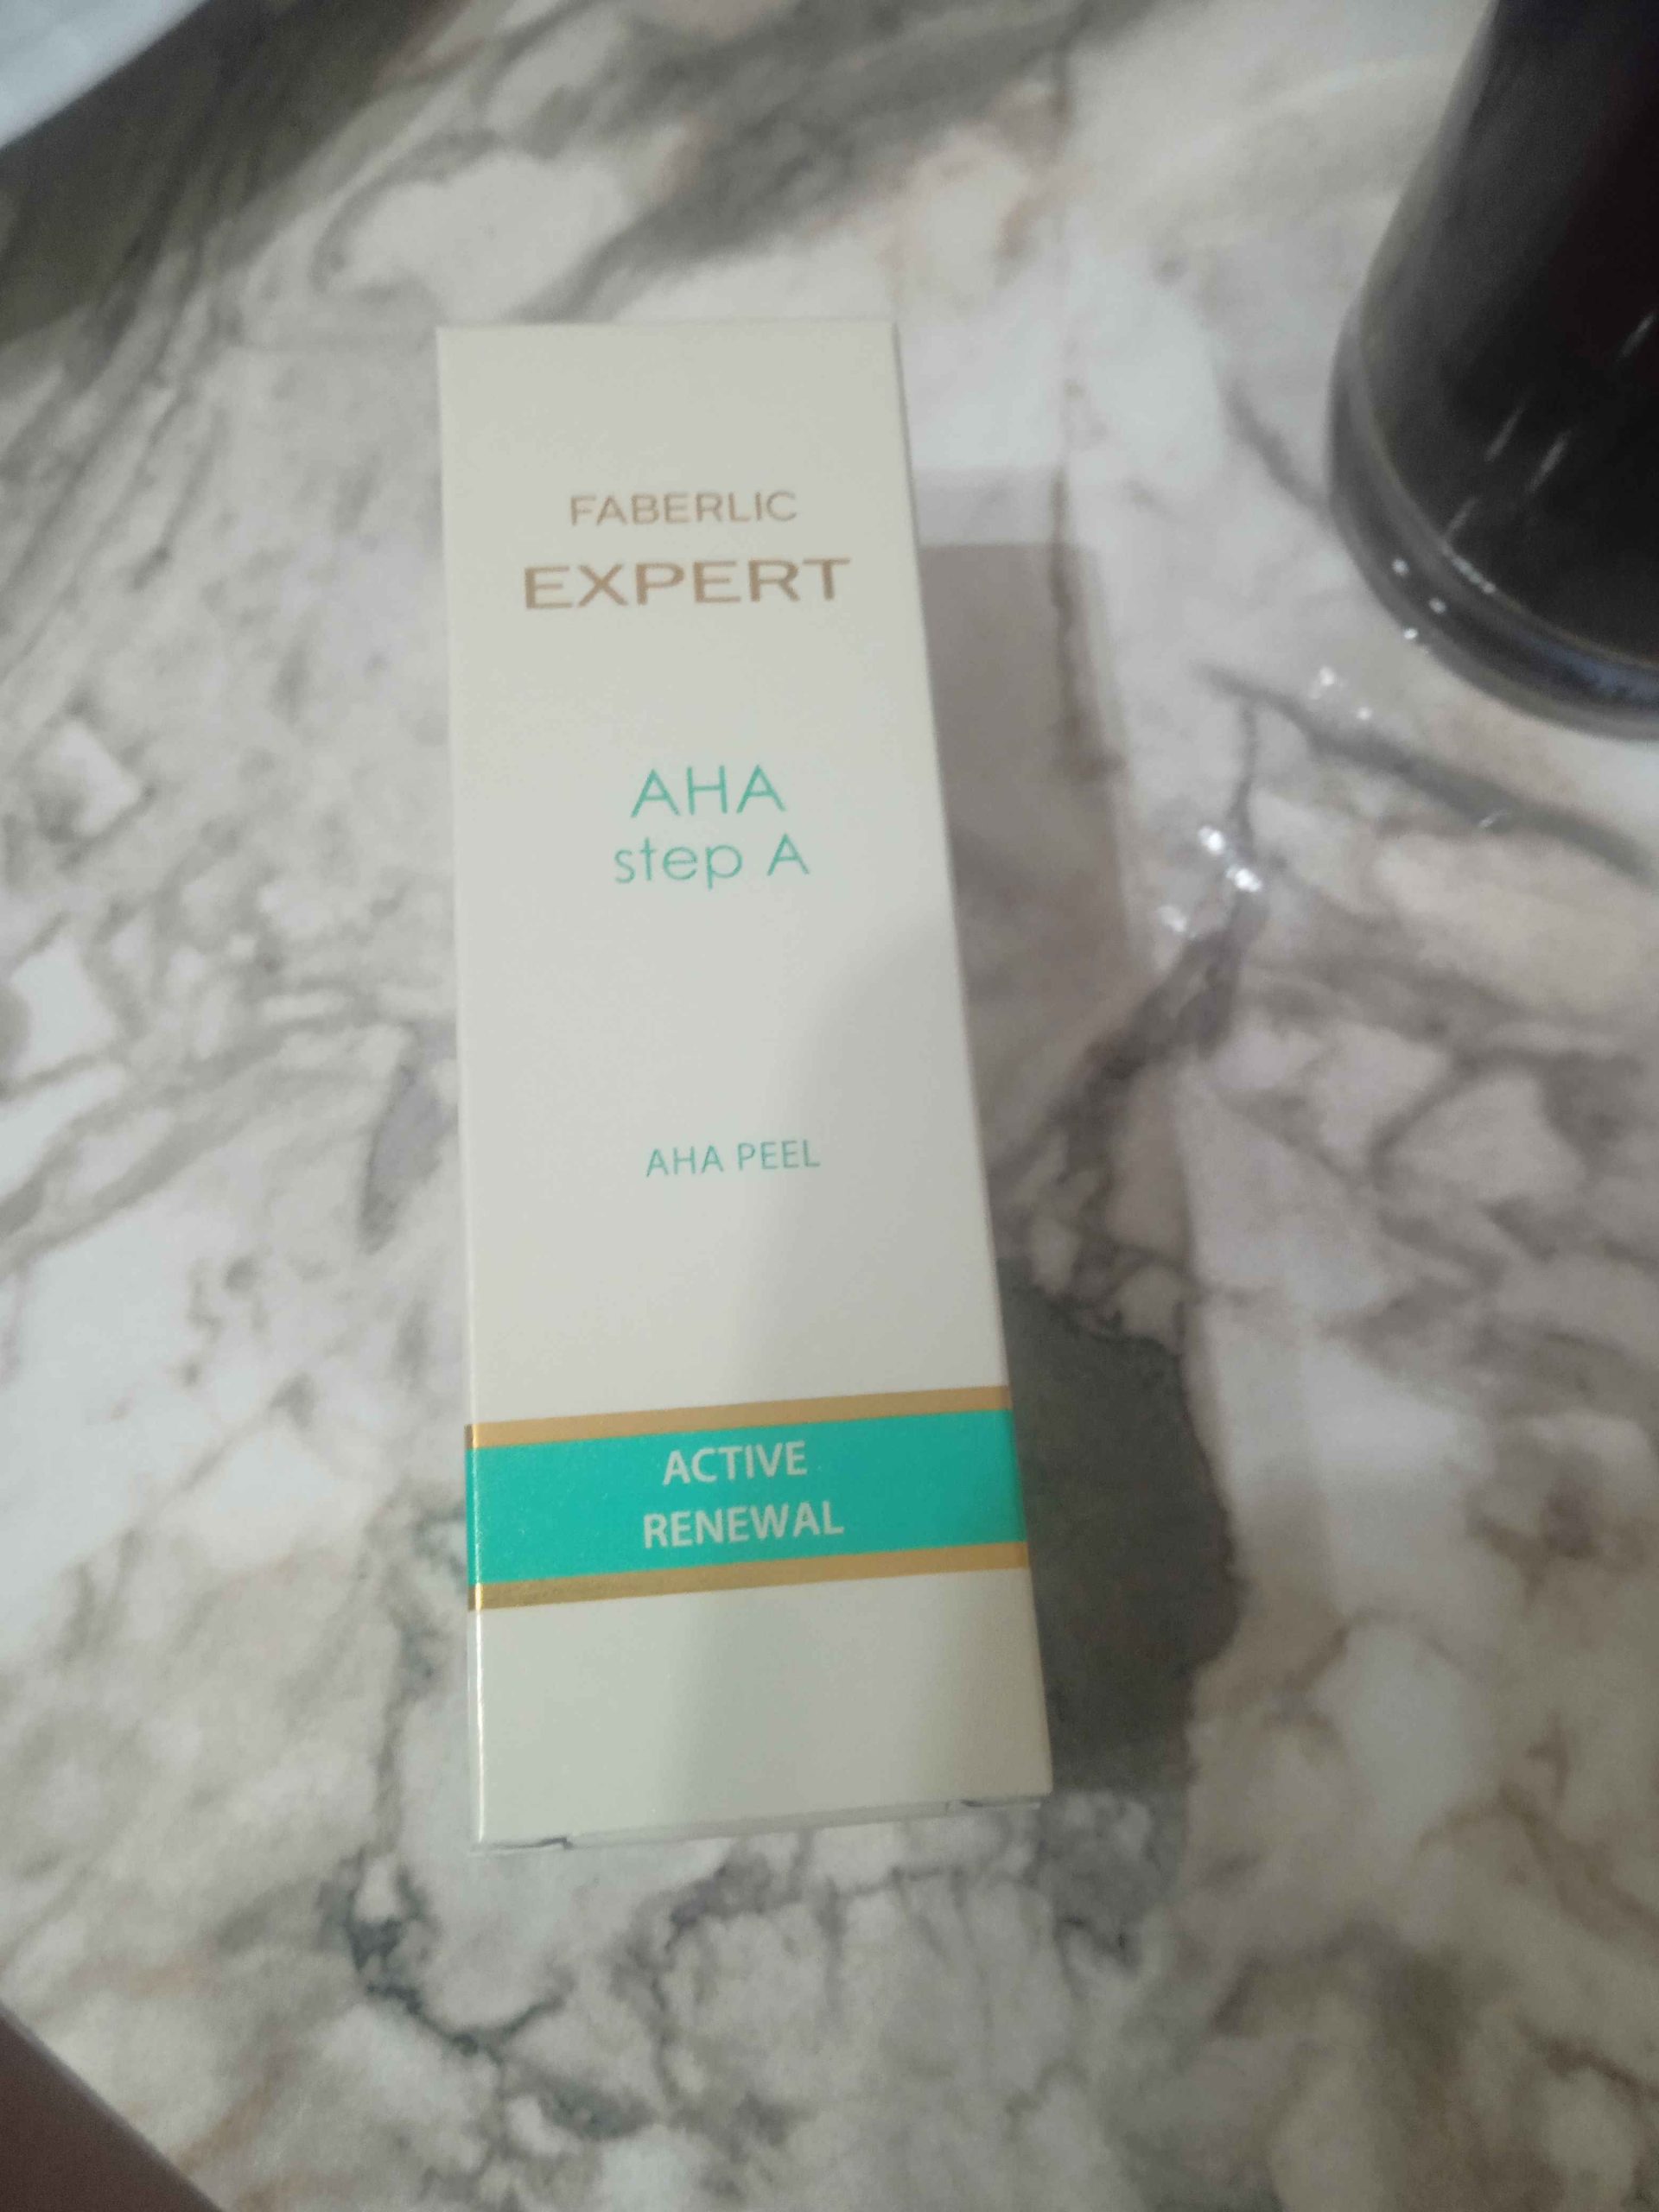 FABERLIC
EXPERT
AHA
step A
AHA PEEL
ACTIVE
RENEWAL